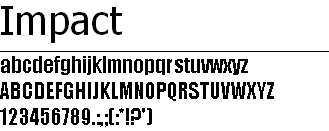 Impact
abcdefghijklmnopqrstuvwxyz
ABCDEFGHIJKLMNOPQRSTUVWXYZ
123456789.:,;(:*!?')